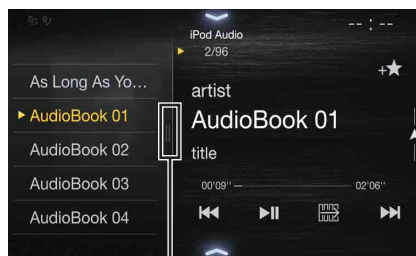 iPod Audio
-- : --
2/96
As Long As Yo...
artist
AudioBook 01
AudioBook 01
AudioBook 02
title
AudioBook 03
00'09''
02'06''
AudioBook 04